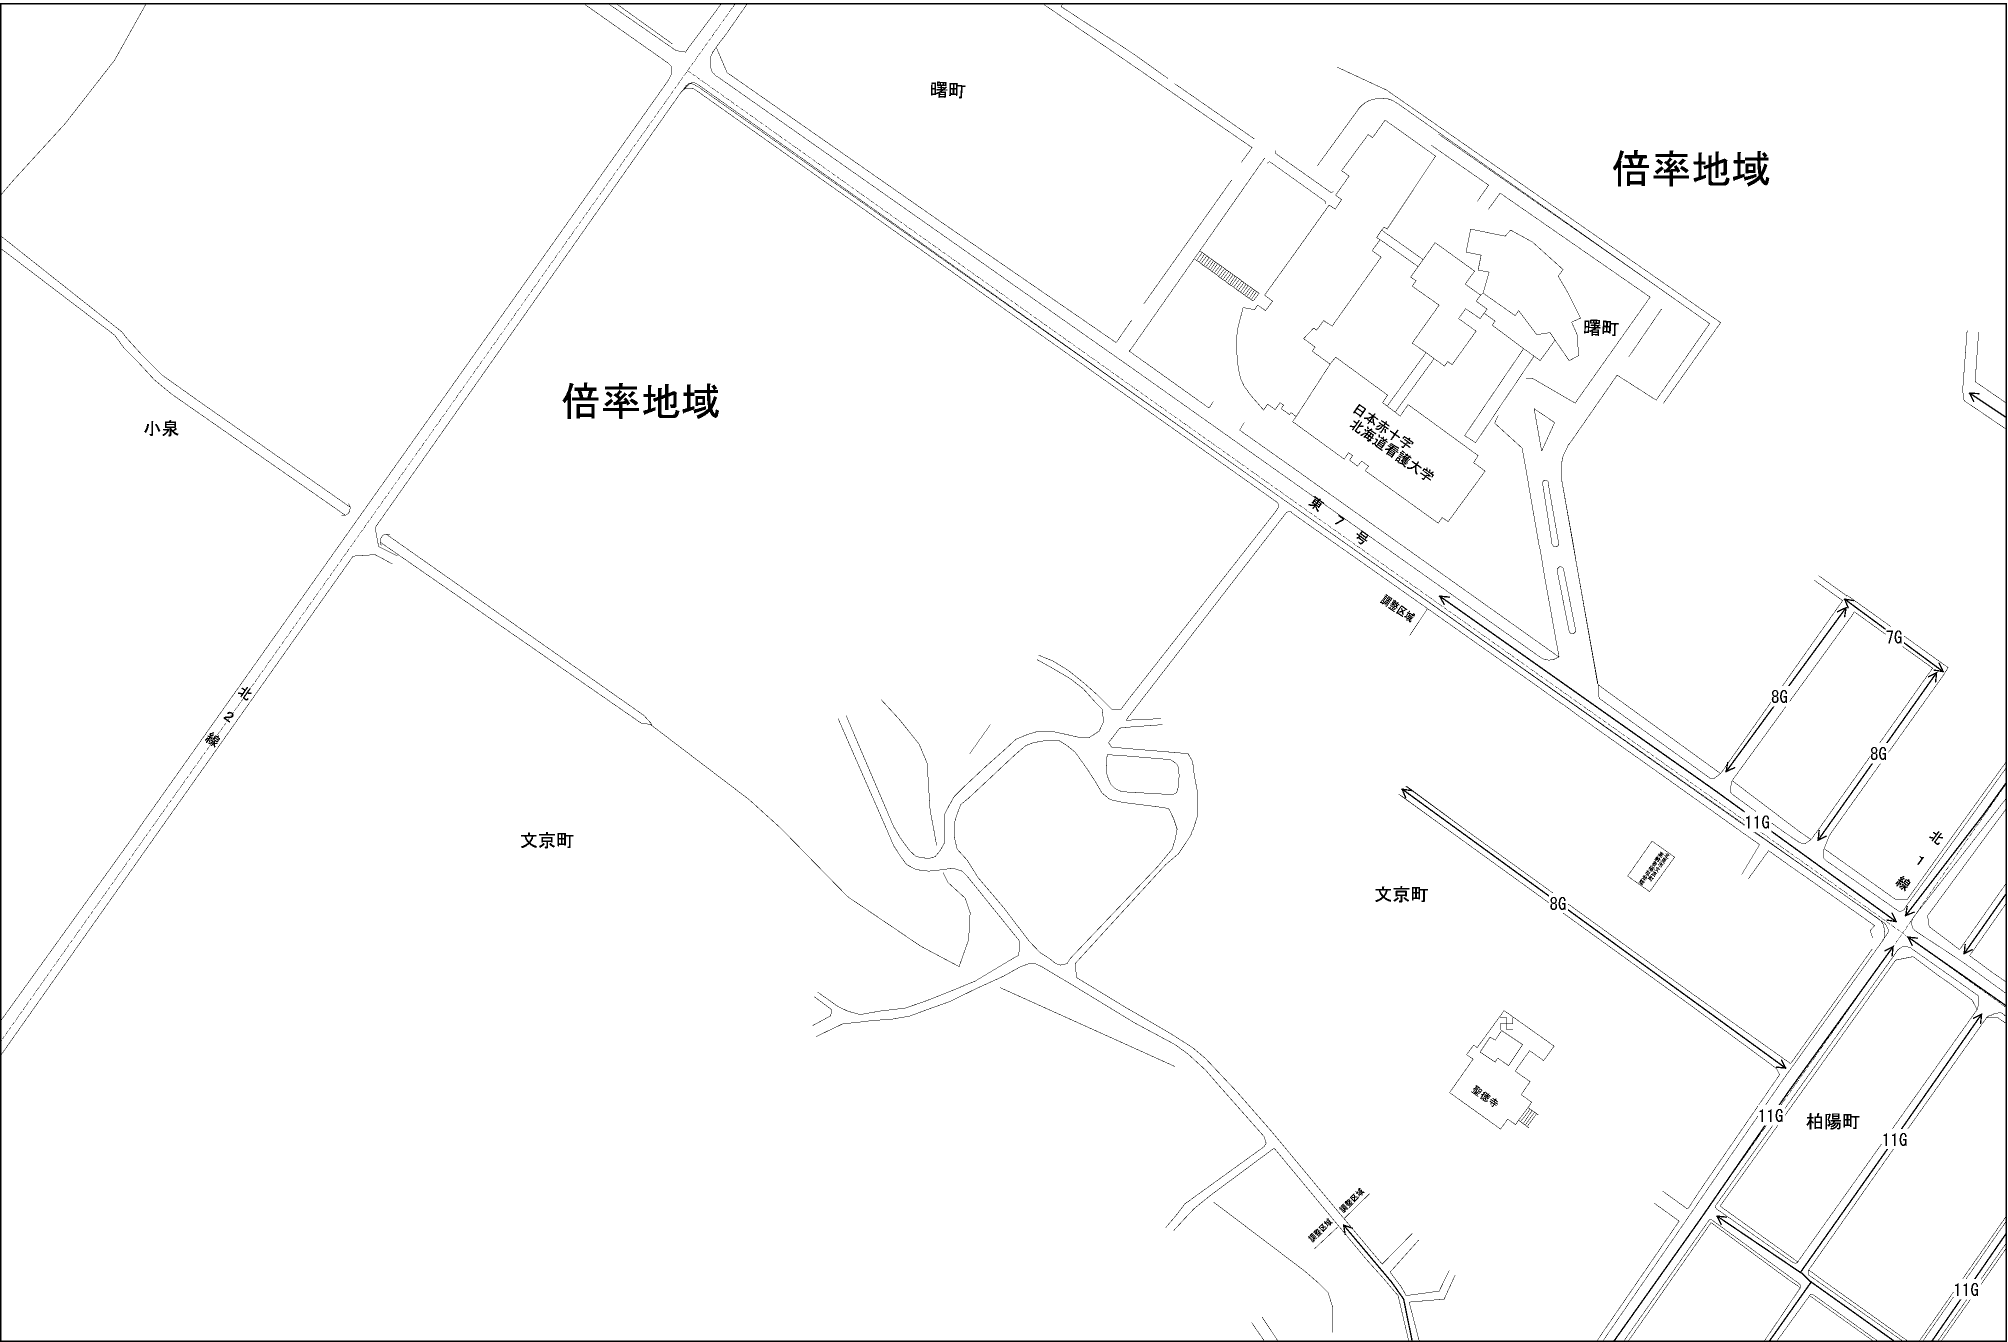 曙町
倍率地域
曙町
倍率地域
小泉
日本赤十字
北海道看護大学
東7号
調整区域
7G
8G
8G
北2線
11G
北1線
文京町
文京町
8G
聖徳寺
11G
柏陽町
11G
調整区域
調整区域
11G